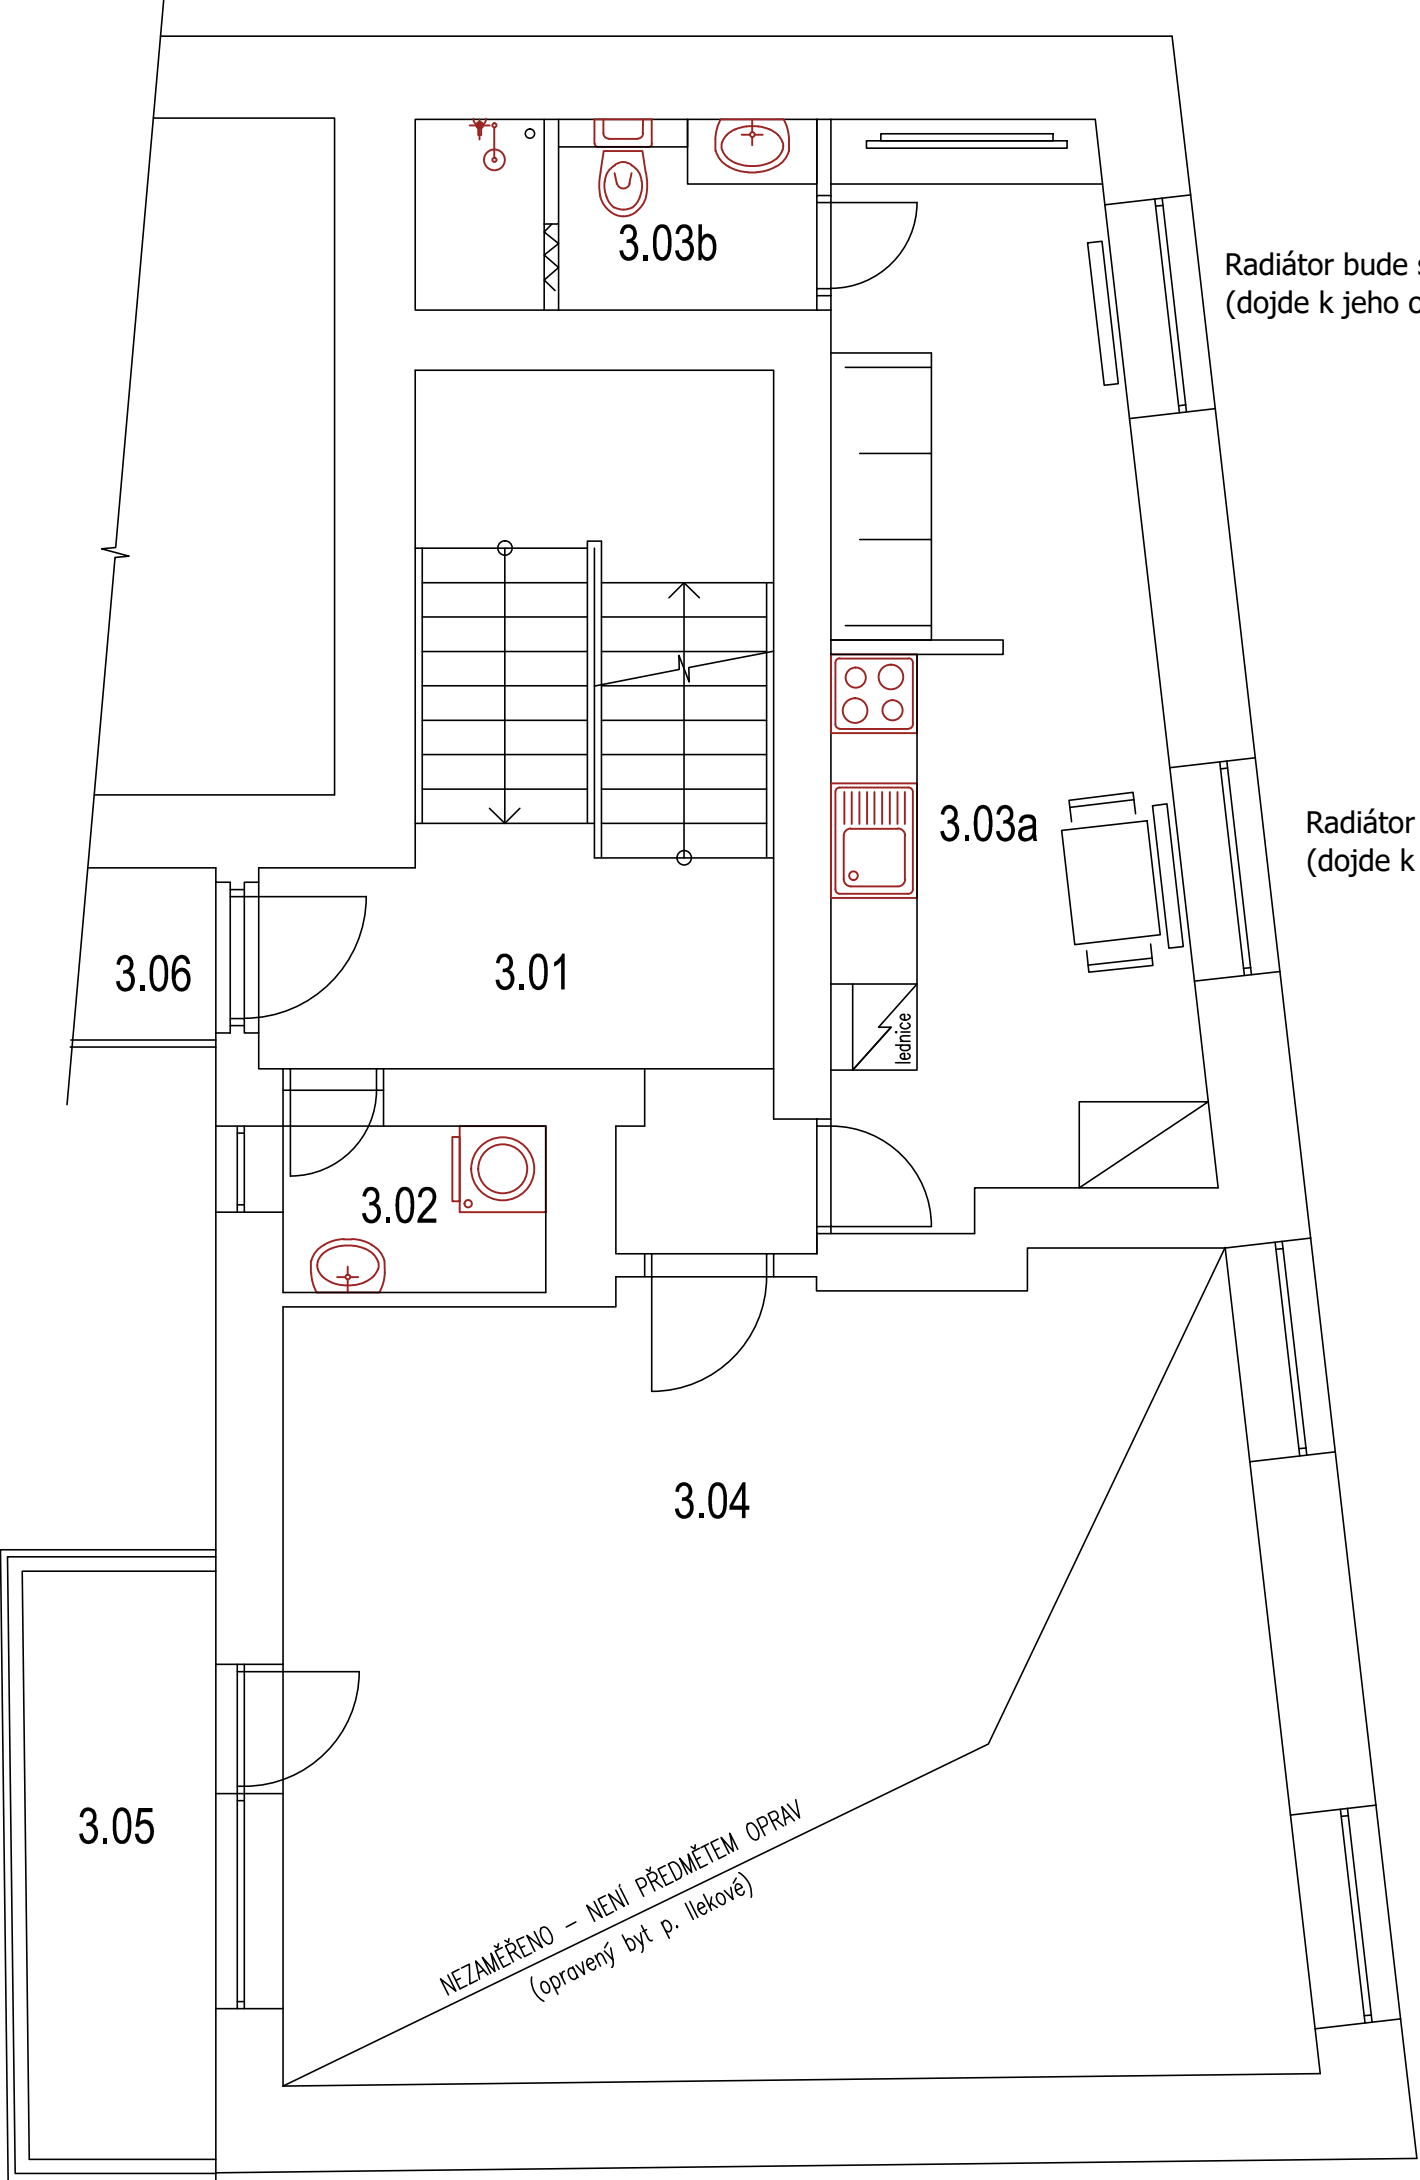 3.03b
Radiátor bude
(dojde k jeho
3.03a
Radiátor
(dojde k
3.06
3.01
lednice
3.02
3.04
3.05
NEZAMĚŘENO – NENÍ PŘEDMĚTEM OPRAV
(opravený byt p. Ilekové)